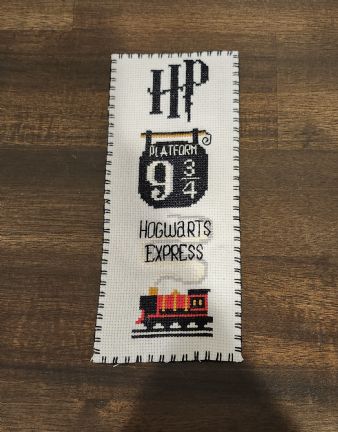 HP
PLATFORM
9 3/4
HOGWARTS
EXPRESS